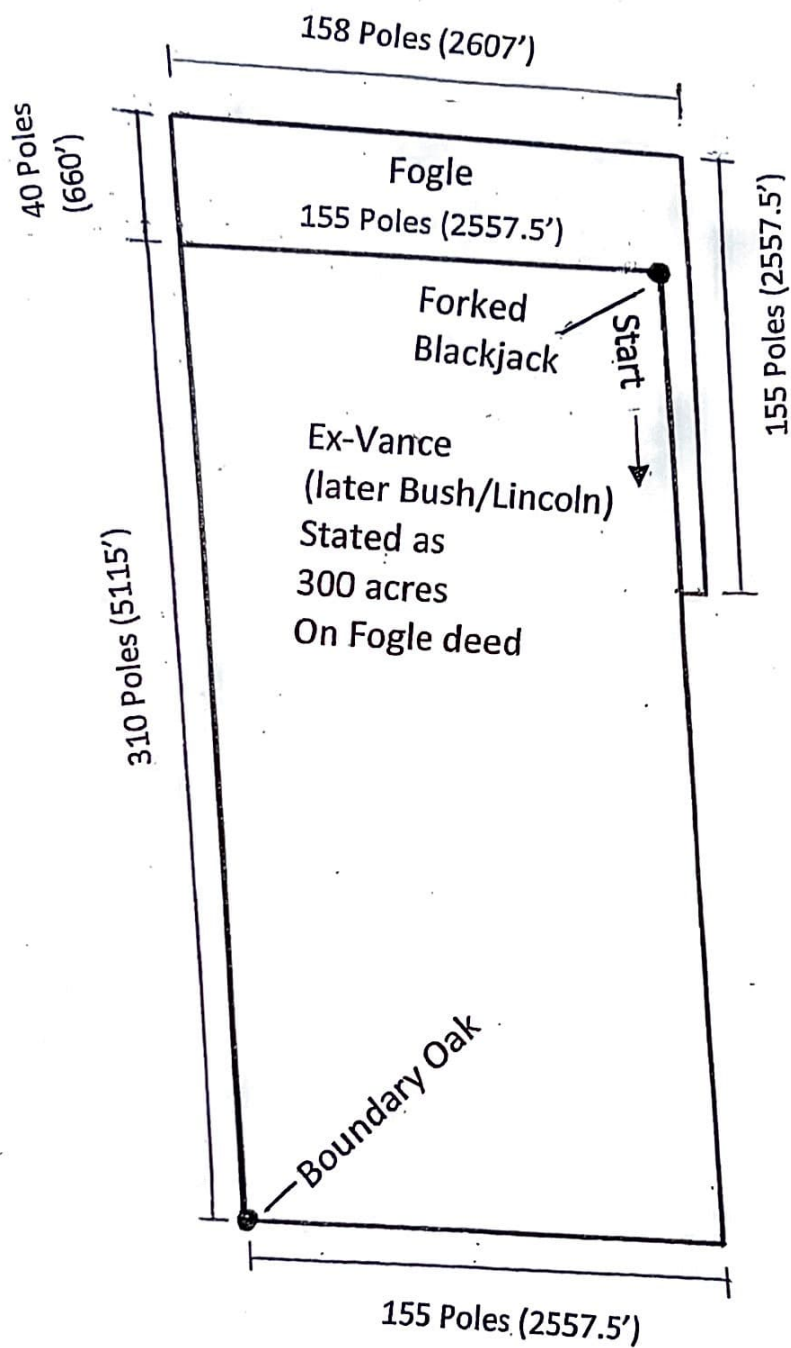 158 Poles (2607’)
40 Poles
(660’)
Fogle
155 Poles (2557.5’)
155 Poles (2557.5’)
Forked
Blackjack
Start
Ex-Vance
(later Bush/Lincoln)
Stated as
300 acres
On Fogle deed
310 Poles (5115’)
Boundary Oak
155 Poles (2557.5’)